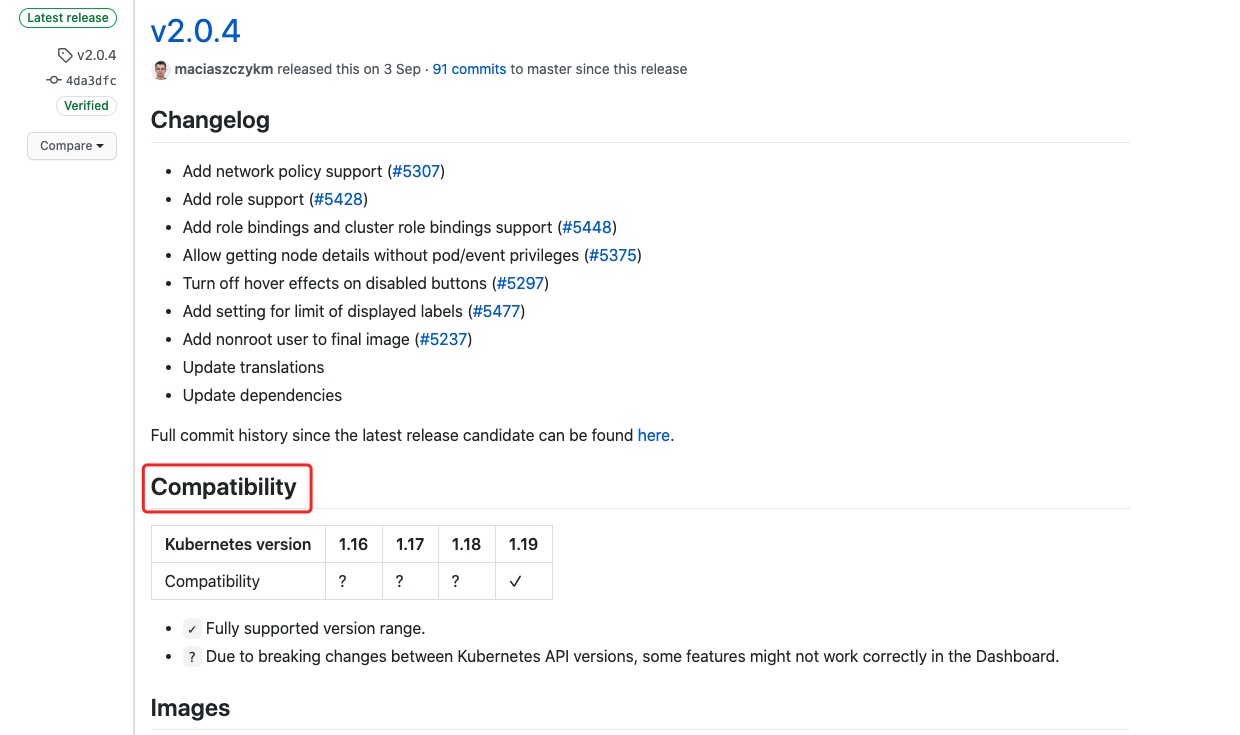 Latest release
v2.0.4
4da3dfc
Verified
Compare
v2.0.4
maciaszczykm released this on 3 Sep · 91 commits to master since this release
Changelog
• Add network policy support (#5307)
• Add role support (#5428)
• Add role bindings and cluster role bindings support (#5448)
• Allow getting node details without pod/event privileges (#5375)
• Turn off hover effects on disabled buttons (#5297)
• Add setting for limit of displayed labels (#5477)
• Add nonroot user to final image (#5237)
• Update translations
• Update dependencies
Full commit history since the latest release candidate can be found here.
Compatibility
Kubernetes version 1.16 1.17 1.18 1.19
Compatibility ? ? ? ✓
• ✓ Fully supported version range.
• ? Due to breaking changes between Kubernetes API versions, some features might not work correctly in the Dashboard.
Images